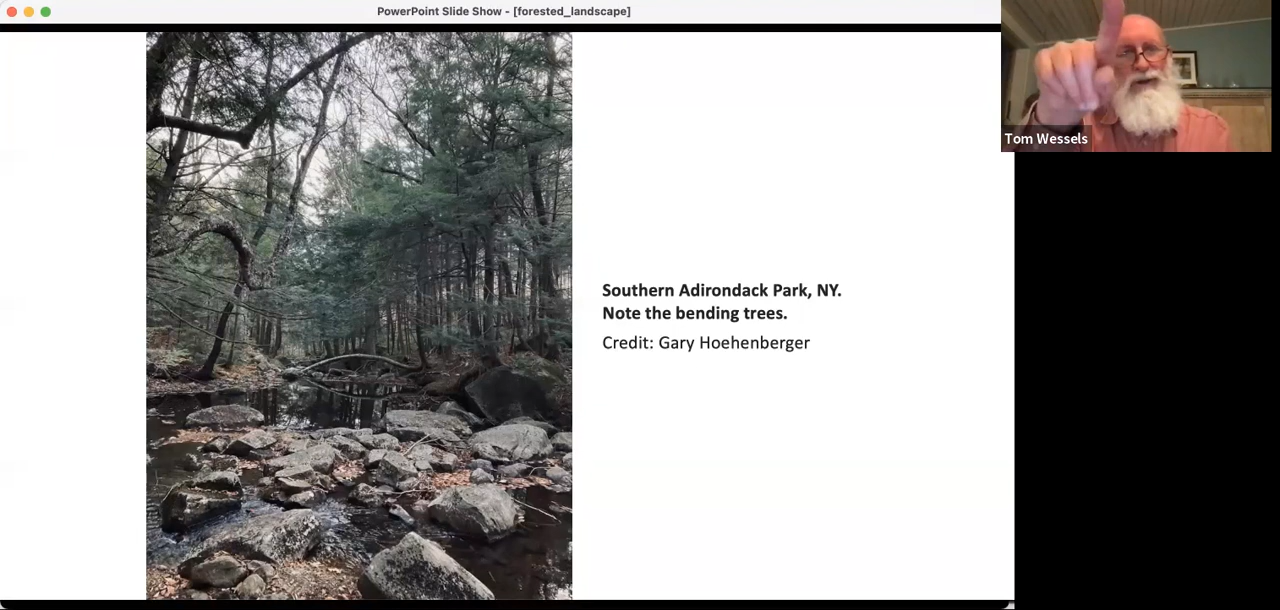 PowerPoint Slide Show - [forested_landscape]
Tom Wessels
Southern Adirondack Park, NY.
Note the bending trees.
Credit: Gary Hoehenberger